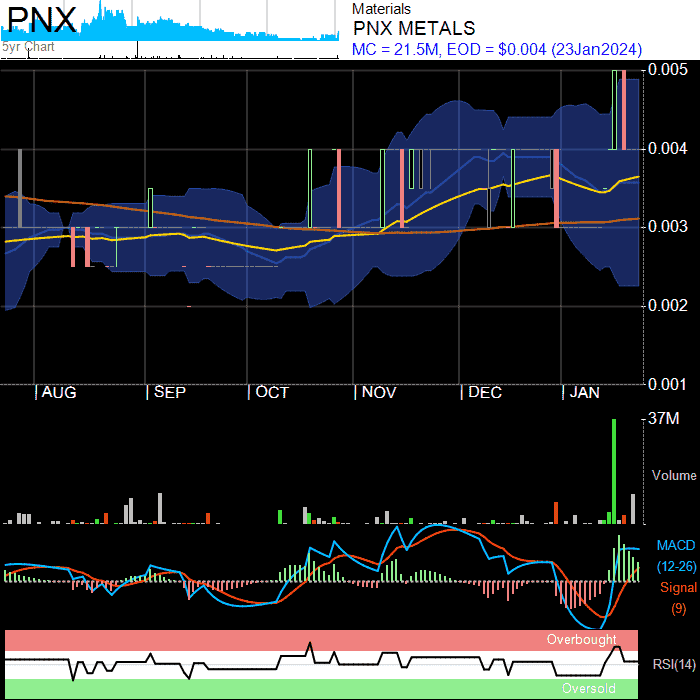 PNX
5yr Chart
Materials
PNX METALS
MC = 21.5M, EOD = $0.004 (23Jan2024)
0.005
0.004
0.003
0.002
0.001
AUG SEP OCT NOV DEC JAN
37M
Volume
MACD
(12-26)
Signal
(9)
Overbought
RSI(14)
Oversold